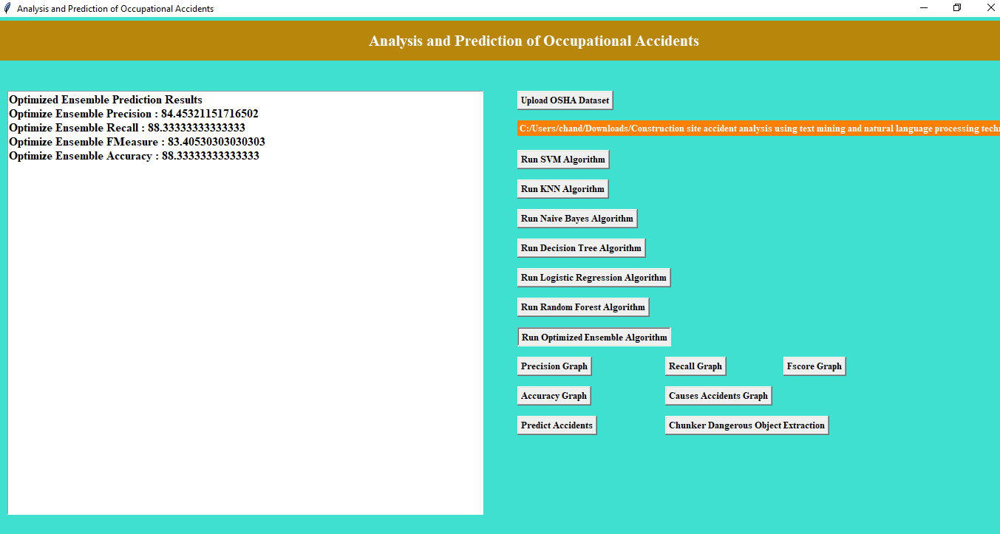 Analysis and Prediction of Occupational Accidents
Analysis and Prediction of Occupational Accidents
Optimized Ensemble Prediction Results
Optimize Ensemble Precision : 84.45321151716502
Optimize Ensemble Recall : 88.33333333333333
Optimize Ensemble FMeasure : 83.40530303030303
Optimize Ensemble Accuracy : 88.33333333333333
Upload OSHA Dataset
C:/Users/chand/Downloads/Construction site accident analysis using text mining and natural language processing
Run SVM Algorithm
Run KNN Algorithm
Run Naive Bayes Algorithm
Run Decision Tree Algorithm
Run Logistic Regression Algorithm
Run Random Forest Algorithm
Run Optimized Ensemble Algorithm
Precision Graph Recall Graph Fscore Graph
Accuracy Graph Causes Accidents Graph
Predict Accidents Chunker Dangerous Object Extraction